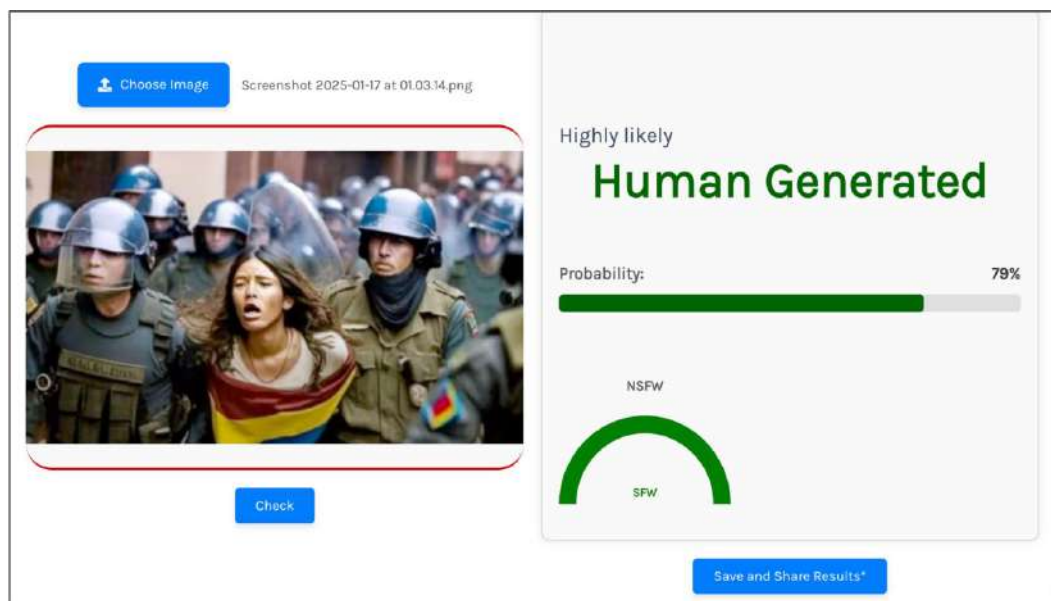 Choose Image
Screenshot 2025-01-17 at 01.03.14.png
Check
Highly likely
Human Generated
Probability: 79%
NSFW
SFW
Save and Share Results*